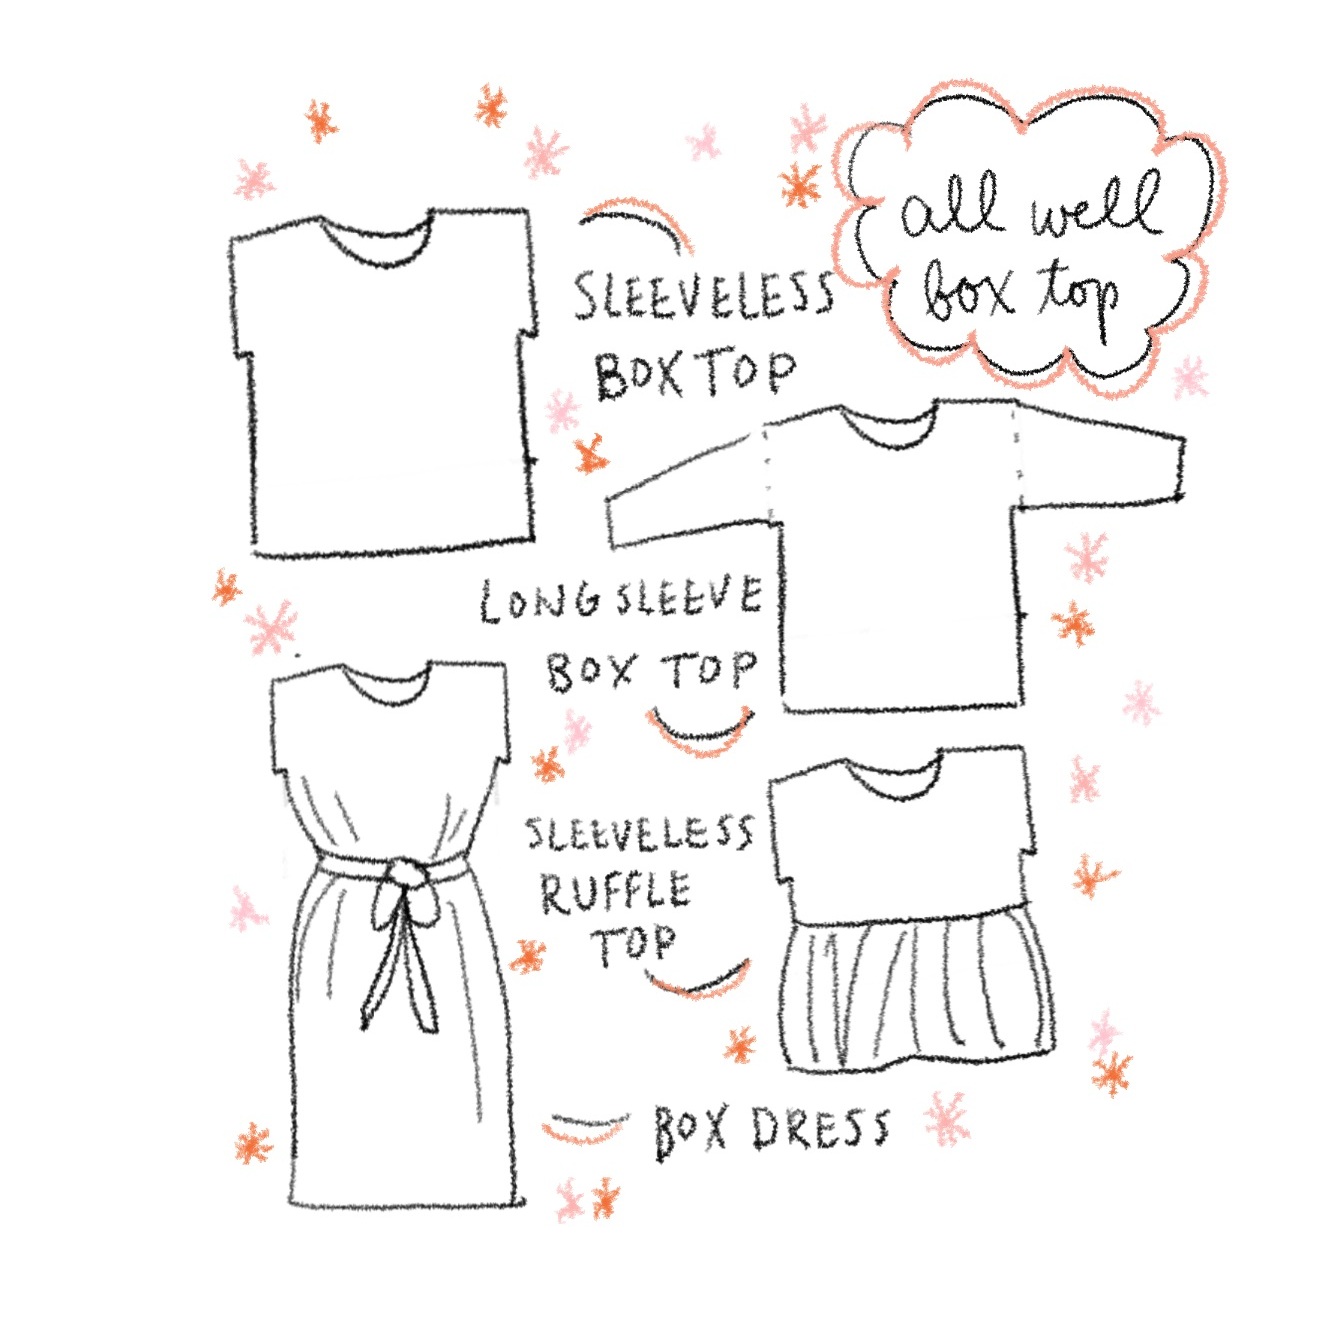 all well
box top
SLEEVELESS
BOX TOP
LONG SLEEVE
BOX TOP
SLEEVELESS
RUFFLE
TOP
BOX DRESS